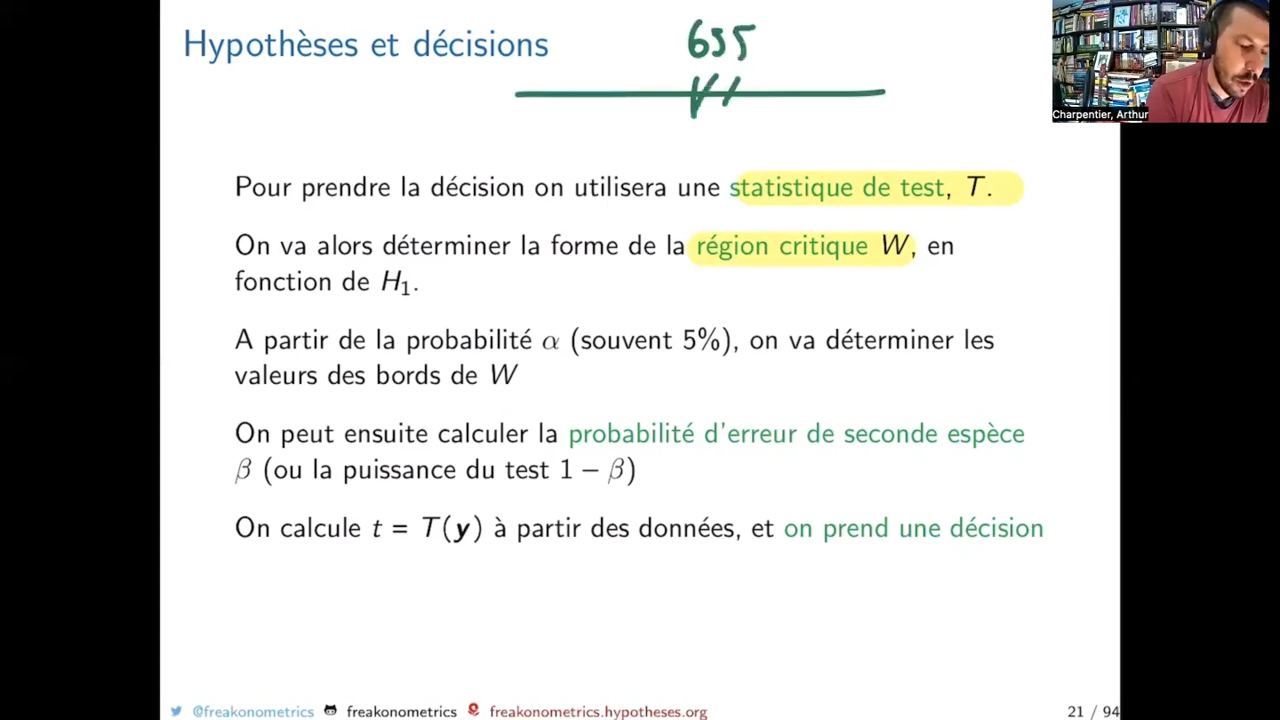 Hypothèses et décisions
655
Charpentier, Arthur
Pour prendre la décision on utilisera une statistique de test, T.
On va alors déterminer la forme de la région critique W, en
fonction de H₁.
A partir de la probabilité α (souvent 5%), on va déterminer les
valeurs des bords de W
On peut ensuite calculer la probabilité d'erreur de seconde espèce
β (ou la puissance du test 1 − β)
On calcule t = T(y) à partir des données, et on prend une décision
@freakonometrics freakonometrics freakonometrics.hypotheses.org 21 / 94